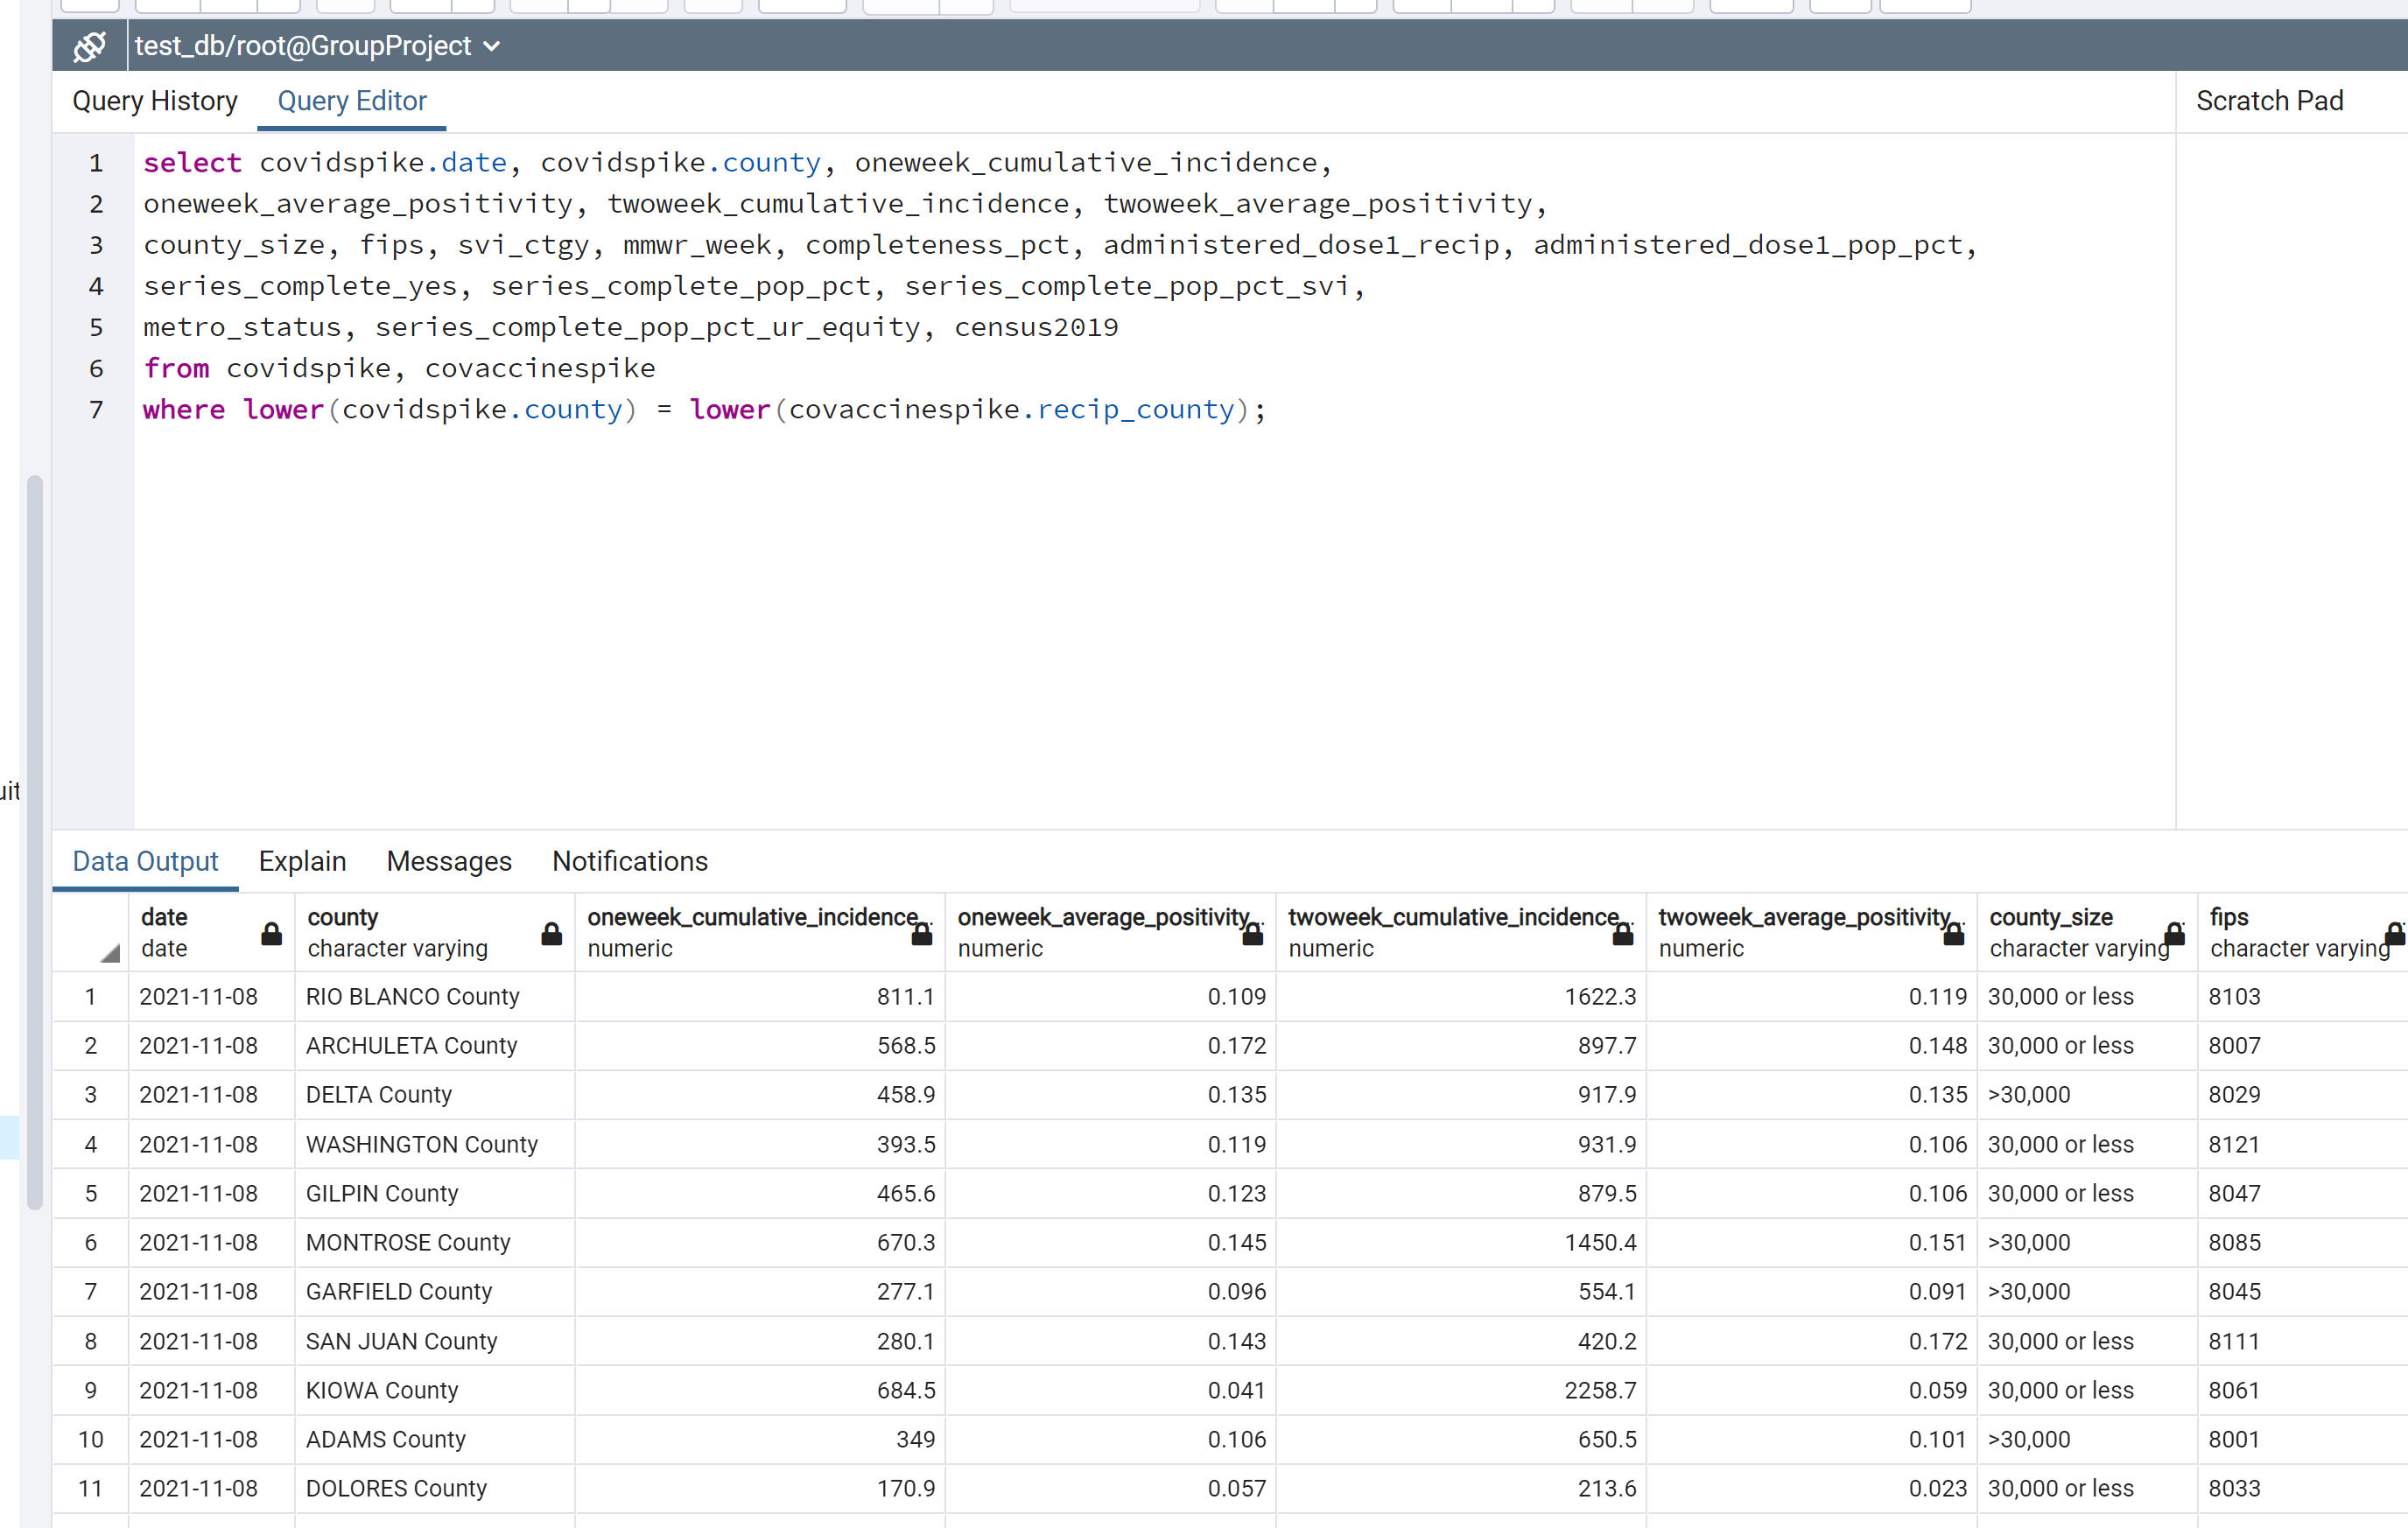 test_db/root@GroupProject
Query History Query Editor Scratch Pad
1 select covidspike.date, covidspike.county, oneweek_cumulative_incidence,
2 oneweek_average_positivity, twoweek_cumulative_incidence, twoweek_average_positivity,
3 county_size, fips, svi_ctgy, mmwr_week, completeness_pct, administered_dose1_recip, administered_dose1_pop_pct,
4 series_complete_yes, series_complete_pop_pct, series_complete_pop_pct_svi,
5 metro_status, series_complete_pop_pct_ur_equity, census2019
6 from covidspike, covaccinespike
7 where lower(covidspike.county) = lower(covaccinespike.recip_county);
uit
Data Output Explain Messages Notifications
date county oneweek_cumulative_incidence oneweek_average_positivity twoweek_cumulative_incidence twoweek_average_positivity county_size fips
date character varying numeric numeric numeric numeric character varying character varying
1 2021-11-08 RIO BLANCO County 811.1 0.109 1622.3 0.119 30,000 or less 8103
2 2021-11-08 ARCHULETA County 568.5 0.172 897.7 0.148 30,000 or less 8007
3 2021-11-08 DELTA County 458.9 0.135 917.9 0.135 >30,000 8029
4 2021-11-08 WASHINGTON County 393.5 0.119 931.9 0.106 30,000 or less 8121
5 2021-11-08 GILPIN County 465.6 0.123 879.5 0.106 30,000 or less 8047
6 2021-11-08 MONTROSE County 670.3 0.145 1450.4 0.151 >30,000 8085
7 2021-11-08 GARFIELD County 277.1 0.096 554.1 0.091 >30,000 8045
8 2021-11-08 SAN JUAN County 280.1 0.143 420.2 0.172 30,000 or less 8111
9 2021-11-08 KIOWA County 684.5 0.041 2258.7 0.059 30,000 or less 8061
10 2021-11-08 ADAMS County 349 0.106 650.5 0.101 >30,000 8001
11 2021-11-08 DOLORES County 170.9 0.057 213.6 0.023 30,000 or less 8033